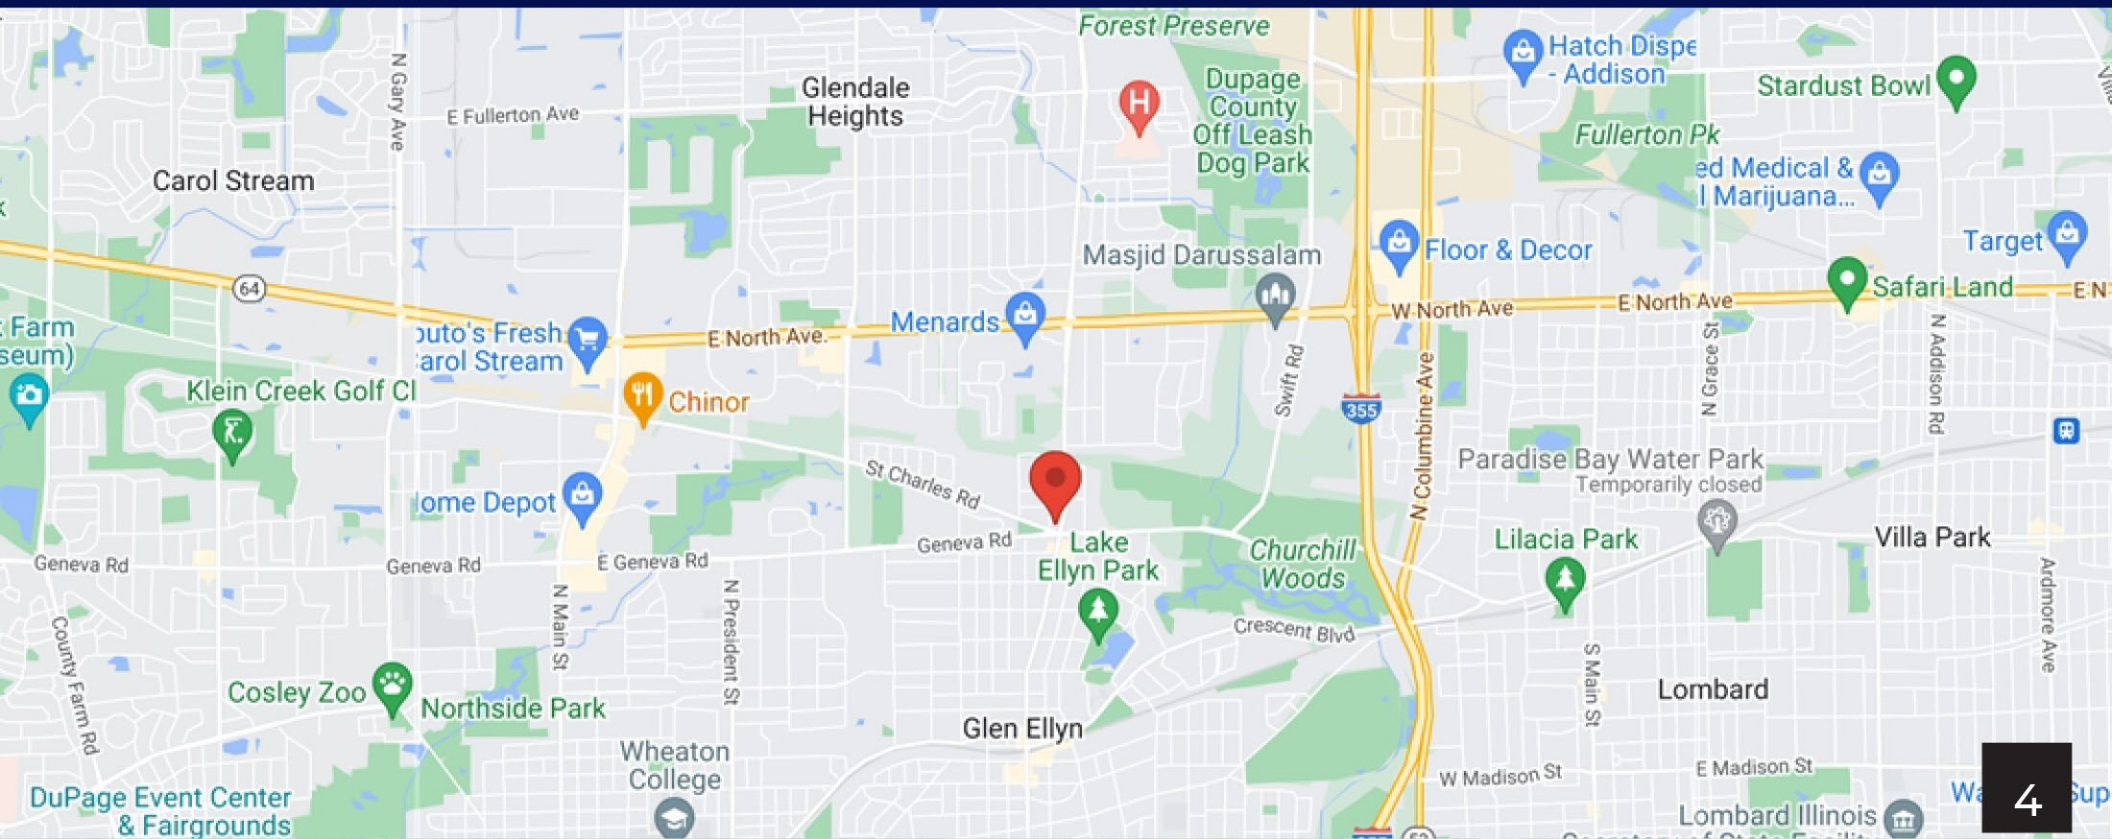 Forest Preserve
Hatch Dispe
- Addison
Stardust Bowl
N Gary Ave
Glendale
Heights
Dupage
County
Off Leash
Dog Park
H
E Fullerton Ave
Fullerton Pk
Carol Stream
ed Medical &
l Marijuana...
Target
Masjid Darussalam
Floor & Decor
64
Safari Land
E North Ave
W North Ave
E N
Menards
E North Ave.
Farm
seum)
outo's Fresh
arol Stream
Swift Rd
N Columbine Ave
N Grace St
N Addison Rd
Klein Creek Golf Cl
Chinor
355
Paradise Bay Water Park
Temporarily closed
St Charles Rd
ome Depot
Geneva Rd
Geneva Rd
E Geneva Rd
Geneva Rd
Lake
Ellyn Park
Churchill
Woods
Lilacia Park
Villa Park
N Main St
N President St
County Farm Rd
Crescent Blvd
S Main St
Ardmore Ave
Cosley Zoo
Northside Park
Lombard
Glen Ellyn
Wheaton
College
W Madison St
E Madison St
DuPage Event Center
& Fairgrounds
Lombard Illinois
Wa
Sup
4